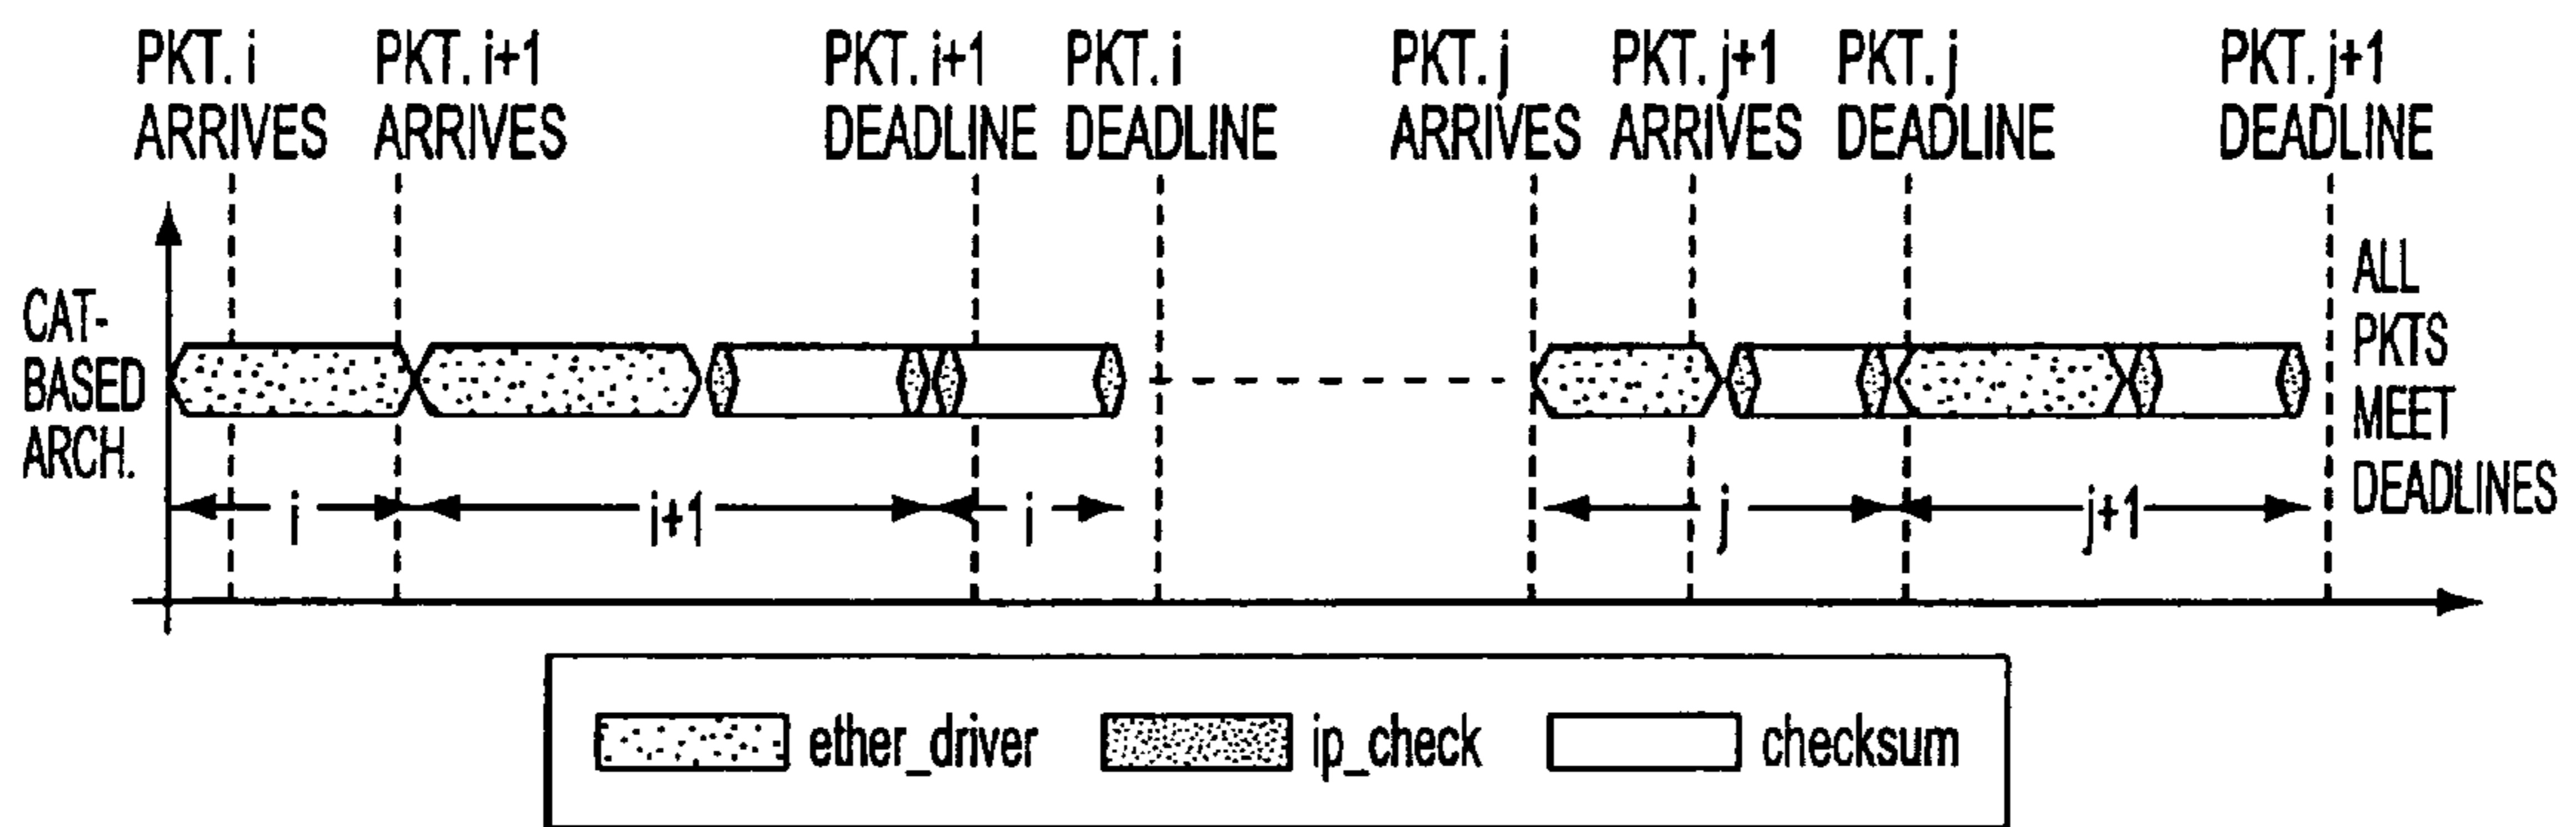 PKT. i
ARRIVES
PKT. i+1
ARRIVES
PKT. i+1
DEADLINE
PKT. i
DEADLINE
PKT. j
ARRIVES
PKT. j+1
ARRIVES
PKT. j
DEADLINE
PKT. j+1
DEADLINE
CAT-
BASED
ARCH.
ALL
PKTS
MEET
DEADLINES
i
i+1
i
j
j+1
ether_driver
ip_check
checksum